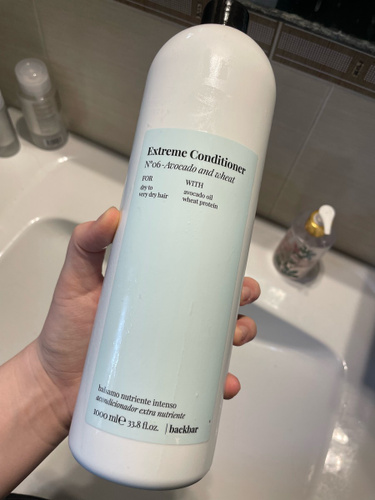 Extreme Conditioner
N°06-Avocado and wheat
FOR
dry to
very dry hair
WITH
avocado oil
wheat protein
balsamo nutriente intenso
acondicionador extra nutriente
1000 ml ℮ 33.8 fl.oz. | backbar